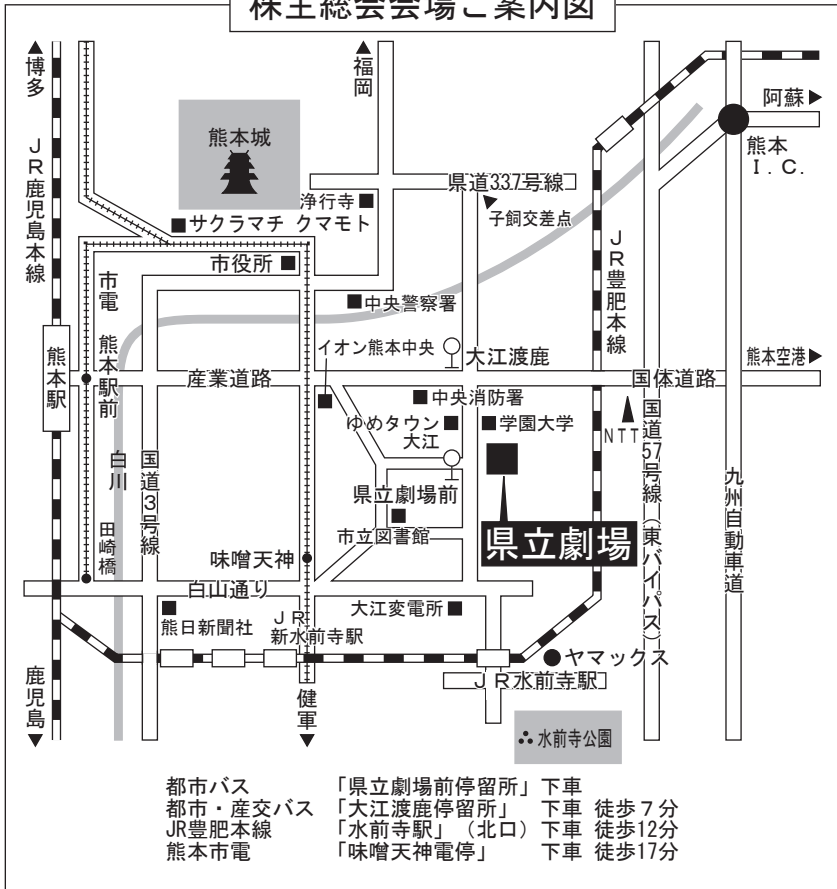 株主総会会場ご案内図
博多
福岡
阿蘇
熊本城
熊本
I.C.
JR鹿児島本線
県道337号線
浄行寺
サクラマチ クマモト
子飼交差点
市役所
JR豊肥本線
市電
中央警察署
熊本駅
熊本駅前
イオン熊本中央
大江渡鹿
熊本空港
産業道路
国体道路
中央消防署
ゆめタウン
大江
学園大学
NTT
国道57号線(東バイパス)
白川
国道3号線
県立劇場前
九州自動車道
市立図書館
県立劇場
田崎橋
味噌天神
白山通り
熊日新聞社
JR
新水前寺駅
大江変電所
ヤマックス
JR水前寺駅
鹿児島
健軍
水前寺公園
都市バス 「県立劇場前停留所」下車
都市・産交バス 「大江渡鹿停留所」 下車 徒歩7分
JR豊肥本線 「水前寺駅」(北口)下車 徒歩12分
熊本市電 「味噌天神電停」 下車 徒歩17分